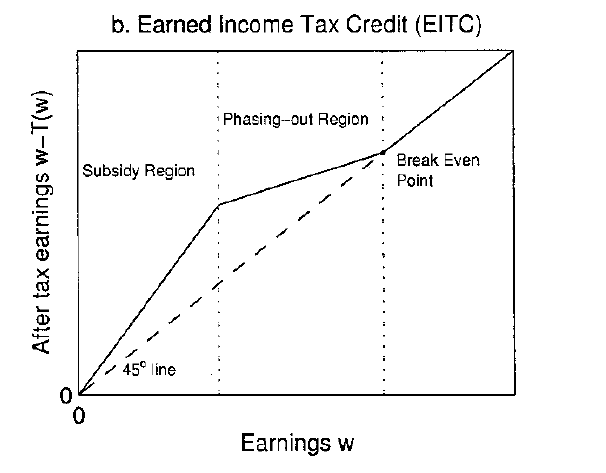 b. Earned Income Tax Credit (EITC)
After tax earnings w−T(w)
Phasing−out Region
Subsidy Region
Break Even
Point
45° line
0
0
Earnings w